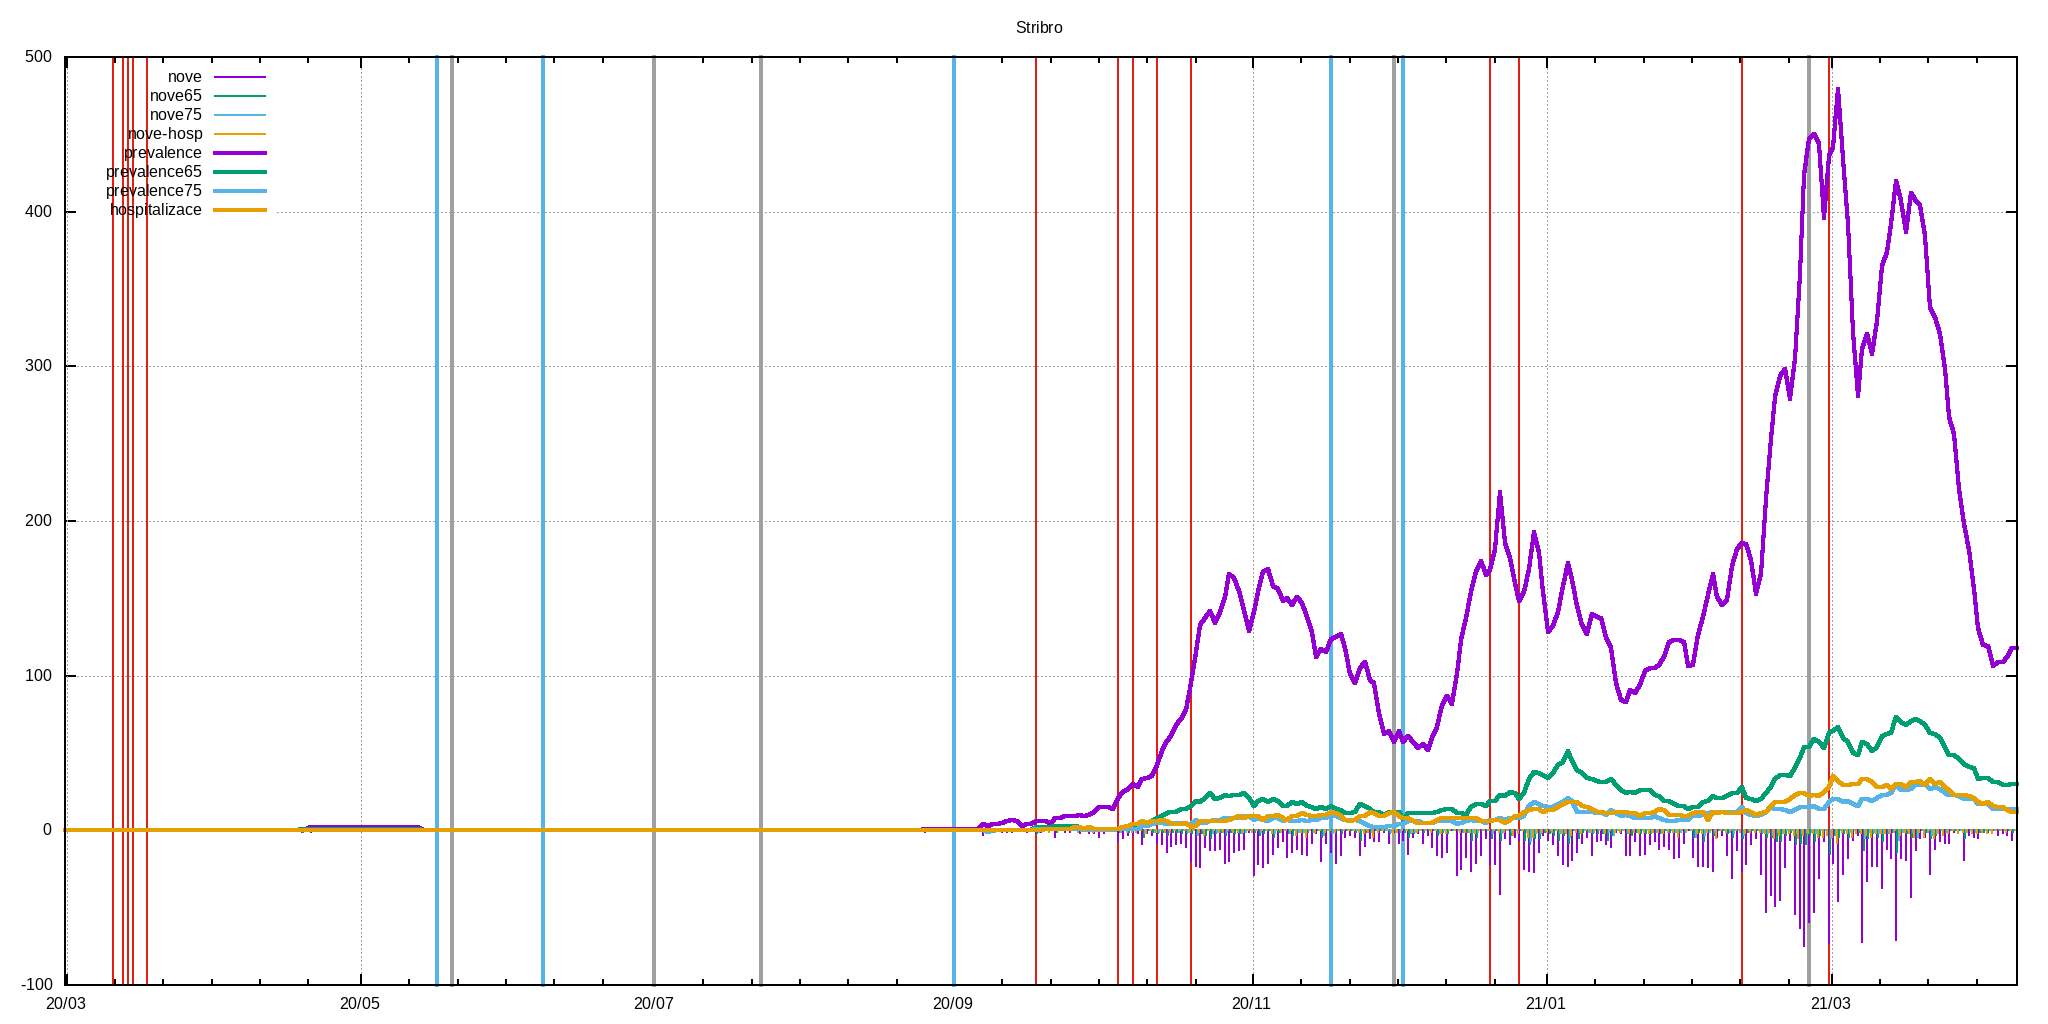 Stribro
500
nove
nove65
nove75
nove-hosp
prevalence
prevalence65
prevalence75
hospitalizace
400
300
200
100
0
-100
20/03 20/05 20/07 20/09 20/11 21/01 21/03